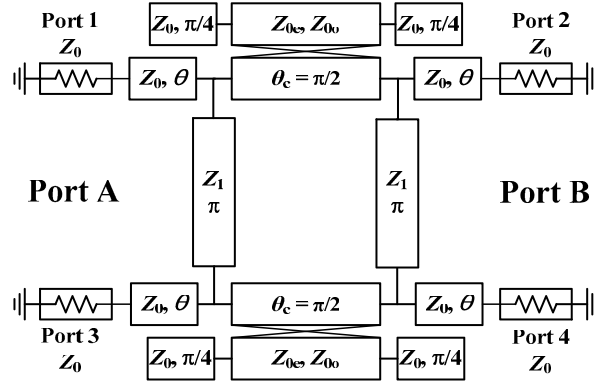 Port 1
Z0
Z0, π/4
Z0e, Z0o
Z0, π/4
Port 2
Z0
Z0, θ
θc = π/2
Z0, θ
Port A
Z1
π
Z1
π
Port B
Z0, θ
θc = π/2
Z0, θ
Port 3
Z0
Z0, π/4
Z0e, Z0o
Z0, π/4
Port 4
Z0